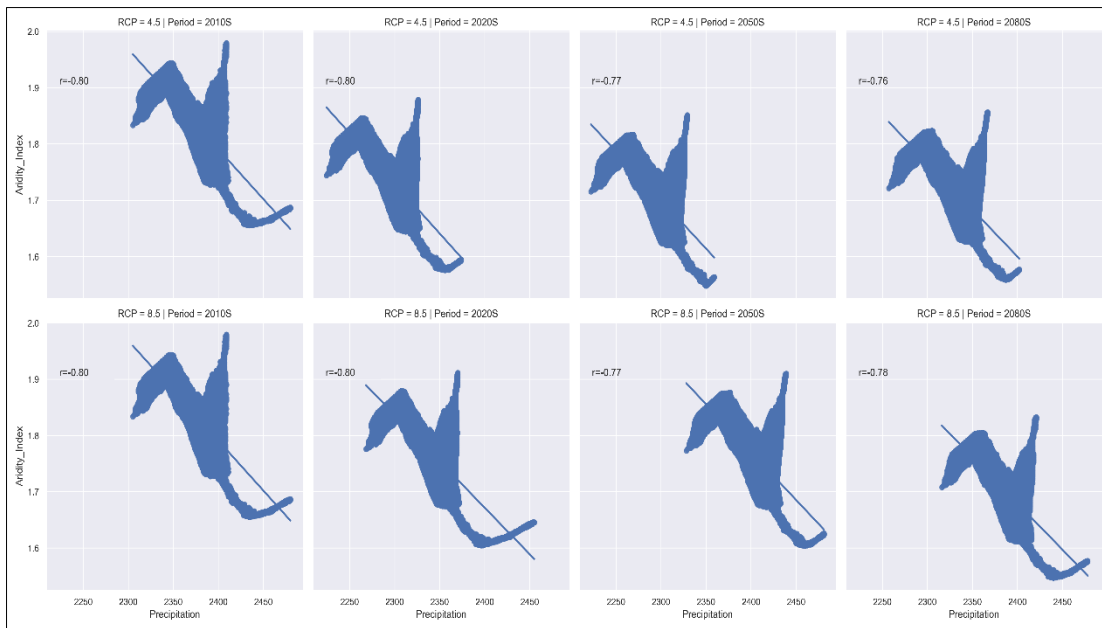 RCP = 4.5 | Period = 2010S
RCP = 4.5 | Period = 2020S
RCP = 4.5 | Period = 2050S
RCP = 4.5 | Period = 2080S
2.0
1.9
1.8
1.7
1.6
Aridity_Index
r=-0.80
r=-0.80
r=-0.77
r=-0.76
RCP = 8.5 | Period = 2010S
RCP = 8.5 | Period = 2020S
RCP = 8.5 | Period = 2050S
RCP = 8.5 | Period = 2080S
2.0
1.9
1.8
1.7
1.6
Aridity_Index
r=-0.80
r=-0.80
r=-0.77
r=-0.78
2250 2300 2350 2400 2450
2250 2300 2350 2400 2450
2250 2300 2350 2400 2450
2250 2300 2350 2400 2450
Precipitation
Precipitation
Precipitation
Precipitation